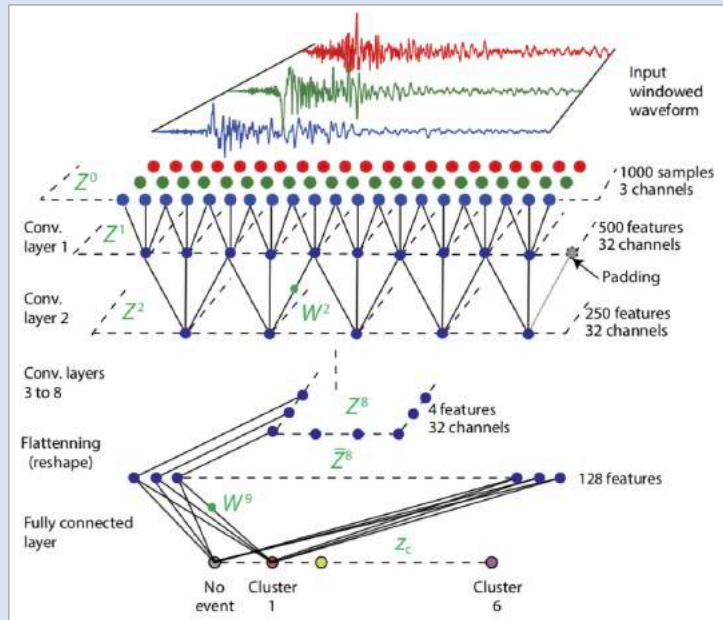 Input
windowed
waveform
Z⁰
1000 samples
3 channels
Conv.
layer 1
Z¹
500 features
32 channels
Padding
Conv.
layer 2
Z²
W²
250 features
32 channels
Conv. layers
3 to 8
Z⁸
4 features
32 channels
Flattenning
(reshape)
Z̅⁸
128 features
W⁹
Fully connected
layer
z_c
No
event
Cluster
1
Cluster
6